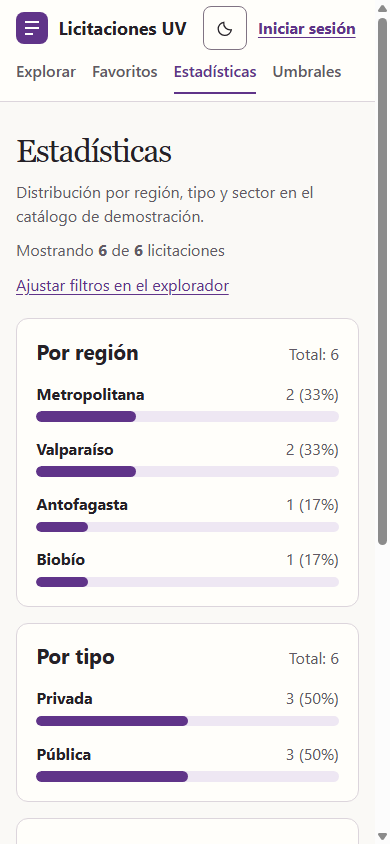 Licitaciones UV
Iniciar sesión
Explorar Favoritos Estadísticas Umbrales
Estadísticas
Distribución por región, tipo y sector en el
catálogo de demostración.
Mostrando 6 de 6 licitaciones
Ajustar filtros en el explorador
Por región Total: 6
Metropolitana 2 (33%)
Valparaíso 2 (33%)
Antofagasta 1 (17%)
Biobío 1 (17%)
Por tipo Total: 6
Privada 3 (50%)
Pública 3 (50%)